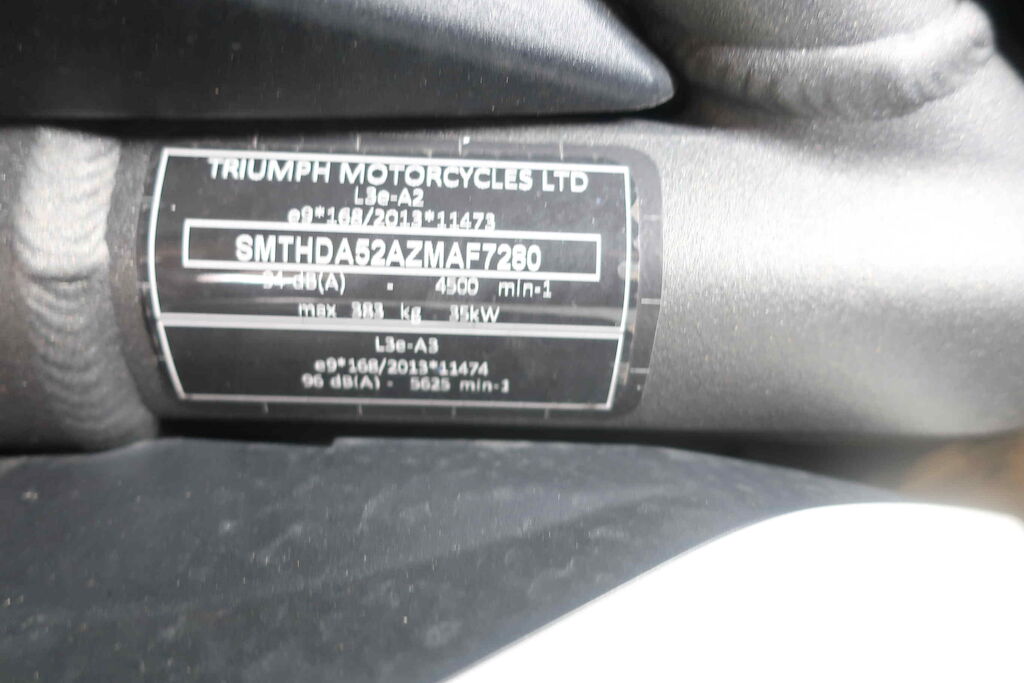 TRIUMPH MOTORCYCLES LTD
L3e-A2
e9*168/2013*11473
SMTHDA52AZMAF7280
94 dB(A) - 4500 min-1
max 383 kg 35kW
L3e-A3
e9*168/2013*11474
96 dB(A) - 5625 min-1